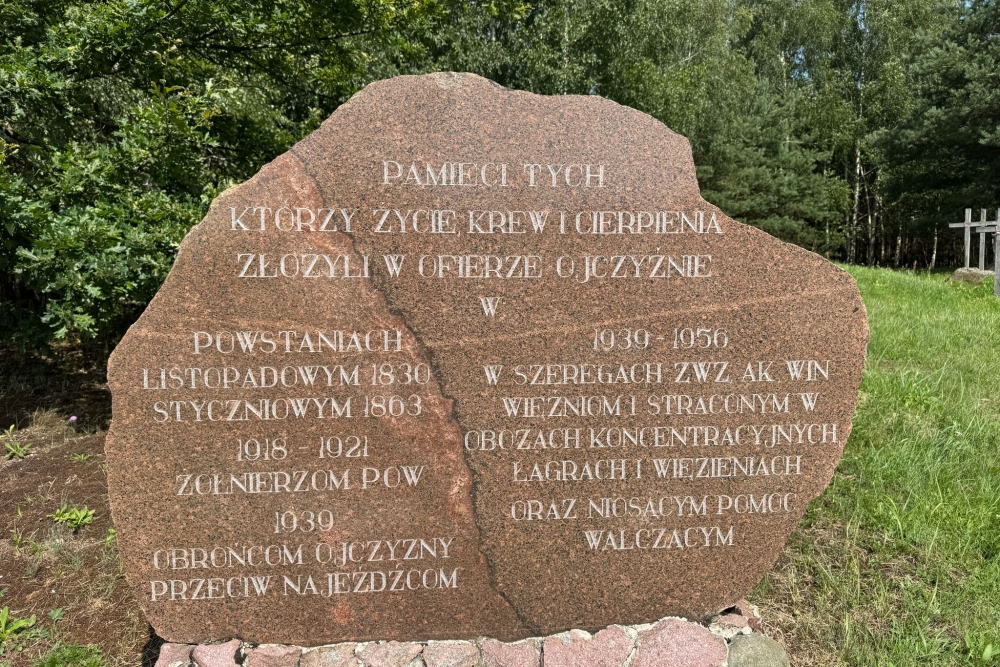 PAMIĘCI TYCH
KTÓRZY ŻYCIE, KREW I CIERPIENIA
ZŁOŻYLI W OFIERZE OJCZYŹNIE
W
POWSTANIACH
LISTOPADOWYM 1830
STYCZNIOWYM 1863
1918 - 1921
ŻOŁNIERZOM POW
1939
OBROŃCOM OJCZYZNY
PRZECIW NAJEŹDŹCOM
1939 - 1956
W SZEREGACH ZWZ AK WIN
WIĘZNIOM I STRACONYM W
OBOZACH KONCENTRACYJNYCH
ŁAGRACH I WIĘZIENIACH
ORAZ NIOSĄCYM POMOC
WALCZĄCYM